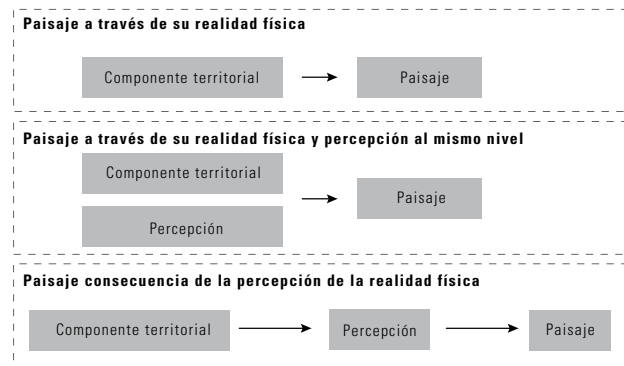 Paisaje a través de su realidad física
Componente territorial
Paisaje
Paisaje a través de su realidad física y percepción al mismo nivel
Componente territorial
Percepción
Paisaje
Paisaje consecuencia de la percepción de la realidad física
Componente territorial
Percepción
Paisaje